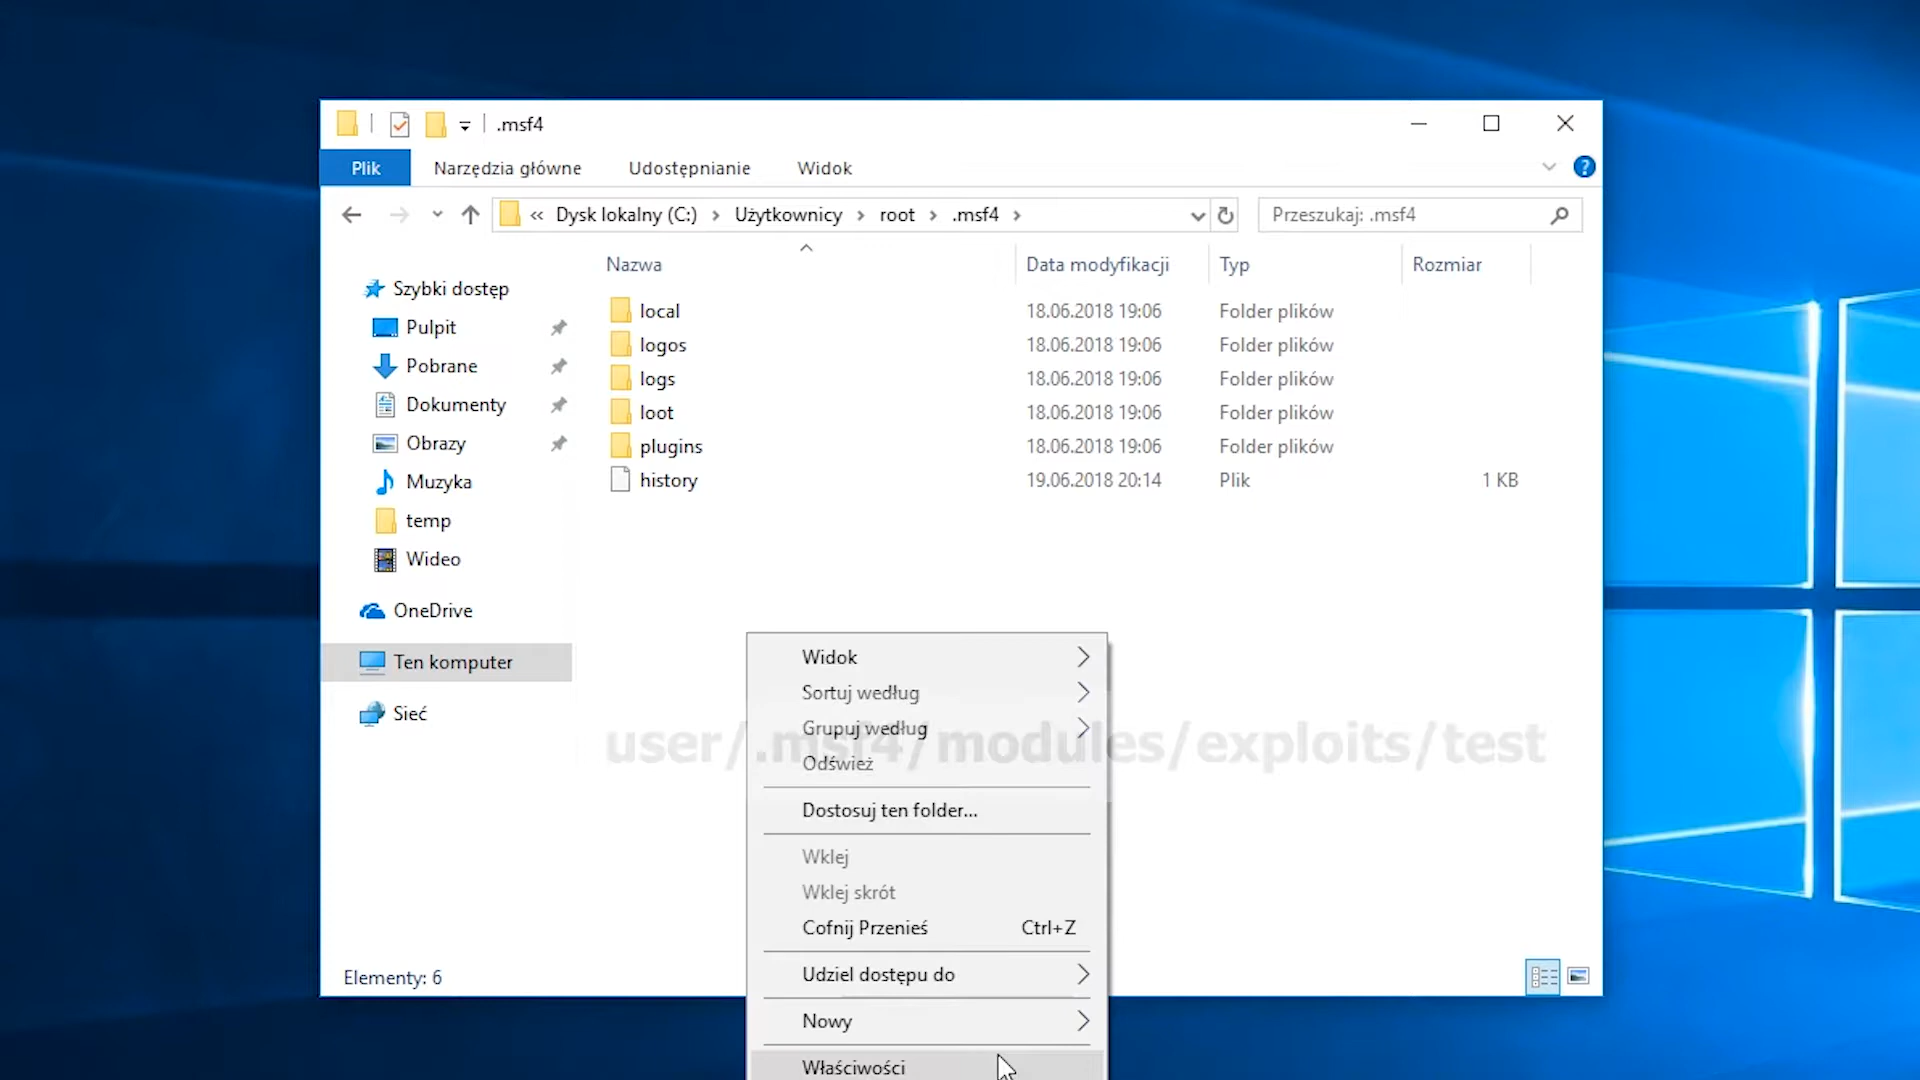 .msf4
Plik Narzędzia główne Udostępnianie Widok
« Dysk lokalny (C:) > Użytkownicy > root > .msf4 >
Przeszukaj: .msf4
Nazwa Data modyfikacji Typ Rozmiar
Szybki dostęp
Pulpit
Pobrane
Dokumenty
Obrazy
Muzyka
temp
Wideo
OneDrive
Ten komputer
Sieć
local 18.06.2018 19:06 Folder plików
logos 18.06.2018 19:06 Folder plików
logs 18.06.2018 19:06 Folder plików
loot 18.06.2018 19:06 Folder plików
plugins 18.06.2018 19:06 Folder plików
history 19.06.2018 20:14 Plik 1 KB
Widok
Sortuj według
Grupuj według
user/.msf4/modules/exploits/test
Odśwież
Dostosuj ten folder...
Wklej
Wklej skrót
Cofnij Przenieś Ctrl+Z
Udziel dostępu do
Nowy
Właściwości
Elementy: 6